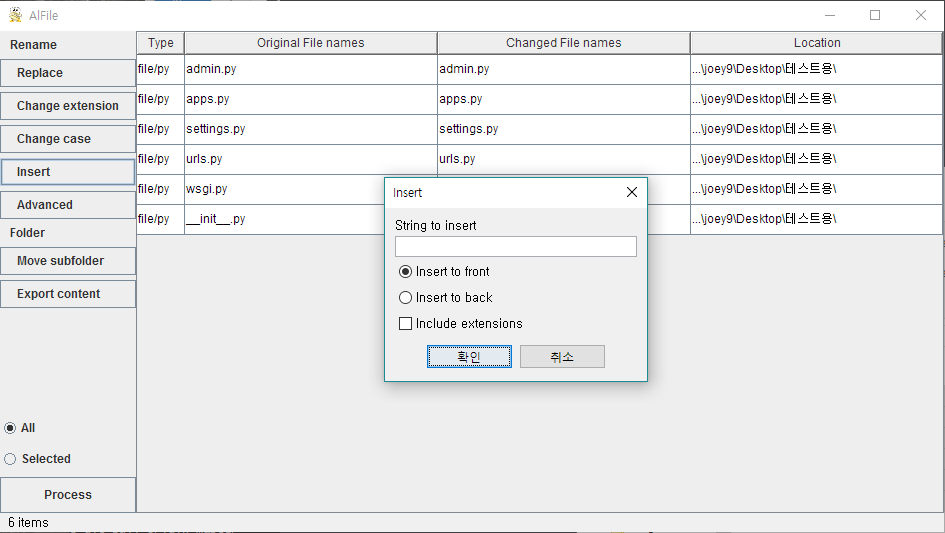 AlFile
Rename
Replace
Change extension
Change case
Insert
Advanced
Folder
Move subfolder
Export content
All
Selected
Process
6 items
Type Original File names Changed File names Location
file/py admin.py admin.py ...\joey9\Desktop\테스트용\
file/py apps.py apps.py ...\joey9\Desktop\테스트용\
file/py settings.py settings.py ...\joey9\Desktop\테스트용\
file/py urls.py urls.py ...\joey9\Desktop\테스트용\
file/py wsgi.py ...\joey9\Desktop\테스트용\
file/py __init__.py ...\joey9\Desktop\테스트용\
Insert
String to insert
Insert to front
Insert to back
Include extensions
확인 취소